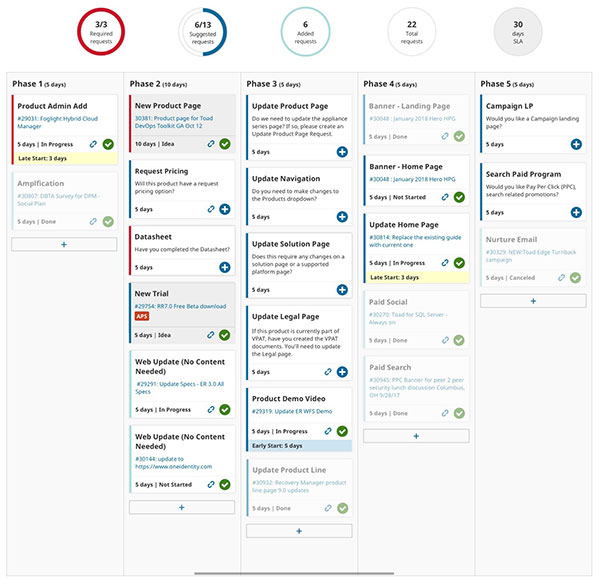 3/3
Required
requests
6/13
Suggested
requests
6
Added
requests
22
Total
requests
30
days
SLA
Phase 1 (5 days)
Product Admin Add
#29031: Foglight Hybrid Cloud
Manager
5 days | In Progress
Late Start: 3 days
Amplfication
#30867: DBTA Survey for DPM -
Social Plan
5 days | Done
+
Phase 2 (10 days)
New Product Page
30381: Product page for Toad
DevOps Toolkit GA Oct 12
10 days | Idea
Request Pricing
Will this product have a request
pricing option?
5 days
Datasheet
Have you completed the Datasheet?
5 days
New Trial
#29754: RR7.0 Free Beta download
APS
5 days | Idea
Web Update (No Content
Needed)
#29291: Update Specs - ER 3.0 All
Specs
5 days | In Progress
Web Update (No Content
Needed)
#30144: update to
https://www.oneidentity.com
5 days | Not Started
+
Phase 3 (5 days)
Update Product Page
Do we need to update the appliance
series page? If so, please create an
Update Product Page Request.
5 days
Update Navigation
Do you need to make changes to
the Products dropdown?
5 days
Update Solution Page
Does this require any changes on a
solution page or a supported
platform page?
5 days
Update Legal Page
If this product is currently part of
VPAT, have you created the VPAT
documents. You'll need to update
the Legal page.
5 days
Product Demo Video
#29319: Update ER WFS Demo
5 days | In Progress
Early Start: 5 days
Update Product Line
#30932: Recovery Manager product
line page 9.0 updates
5 days | Done
+
Phase 4 (5 days)
Banner - Landing Page
#30048 : January 2018 Hero HPG
5 days | Done
Banner - Home Page
#30048 : January 2018 Hero HPG
5 days | Not Started
Update Home Page
#30814: Replace the existing guide
with current one
5 days | In Progress
Late Start: 3 days
Paid Social
#30270: Toad for SQL Server -
Always on
5 days | Done
Paid Search
#30945: PPC Banner for peer 2 peer
security lunch discussion Columbus,
OH 9/28/17
5 days | Done
+
Phase 5 (5 days)
Campaign LP
Would you like a Campaign landing
page?
5 days
Search Paid Program
Would you like Pay Per Click (PPC),
search related promotions?
5 days
Nurture Email
#30329: NEW:Toad Edge Turnback
campaign
5 days | Canceled
+